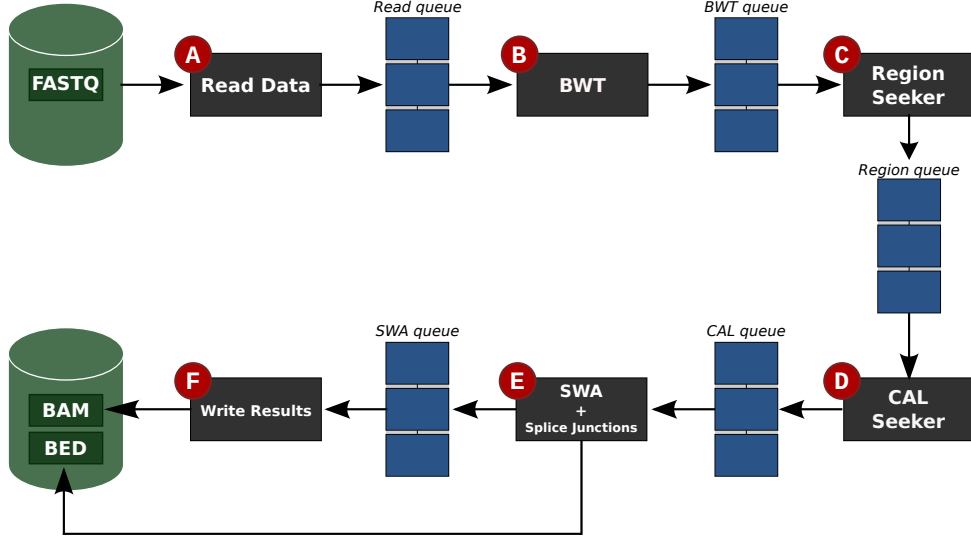 Read queue
BWT queue
A
B
C
FASTQ
Read Data
BWT
Region
Seeker
Region queue
SWA queue
CAL queue
F
E
D
BAM
BED
Write Results
SWA
+
Splice Junctions
CAL
Seeker